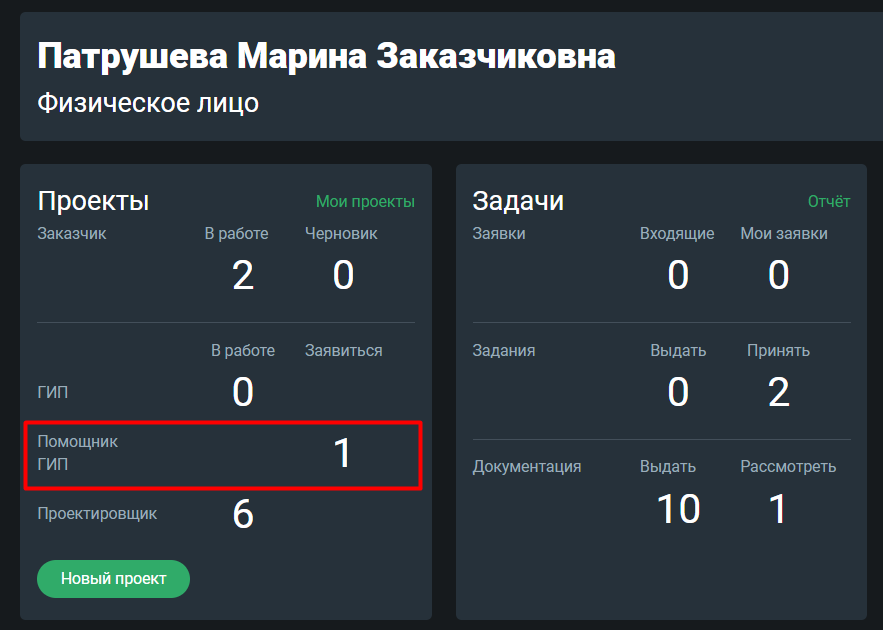 Патрушева Марина Заказчиковна
Физическое лицо
Проекты Мои проекты
Заказчик В работе Черновик
2 0
В работе Заявиться
ГИП 0
Помощник
ГИП 1
Проектировщик 6
Новый проект
Задачи Отчёт
Заявки Входящие Мои заявки
0 0
Задания Выдать Принять
0 2
Документация Выдать Рассмотреть
10 1